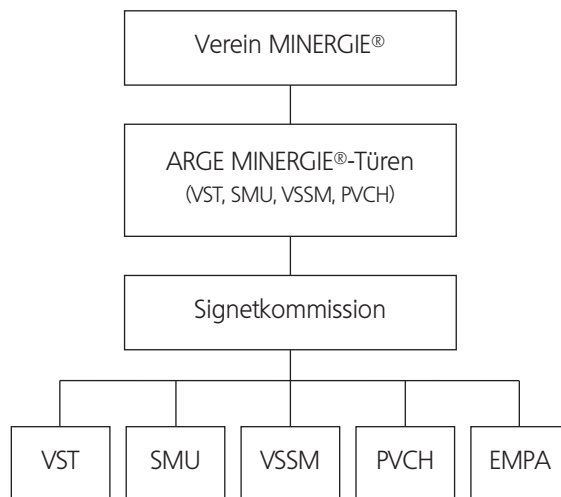 Verein MINERGIE®
ARGE MINERGIE®-Türen
(VST, SMU, VSSM, PVCH)
Signetkommission
VST
SMU
VSSM
PVCH
EMPA